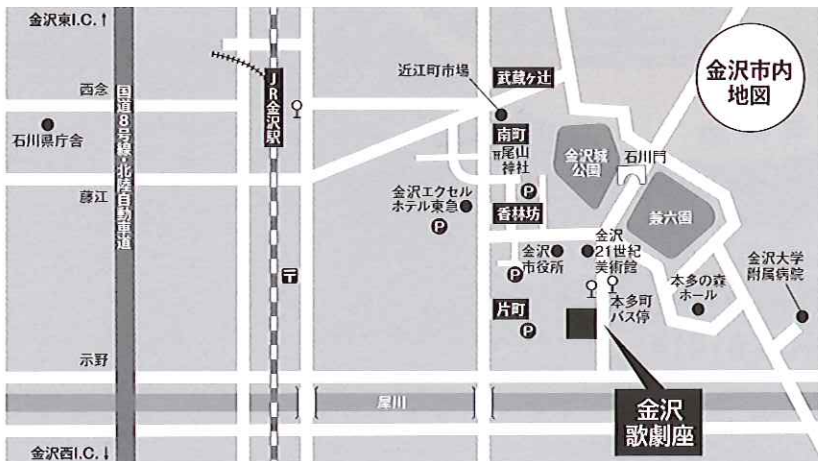 金沢東I.C.↑
西念
石川県庁舎
国道8号線・北陸自動車道
藤江
示野
金沢西I.C.↓
JR金沢駅
近江町市場
武蔵ヶ辻
南町
尾山
神社
金沢城
公園
石川門
金沢市内
地図
金沢エクセル
ホテル東急
P
P
香林坊
兼六園
金沢
市役所
金沢
21世紀
美術館
P
片町
P
本多町
バス停
本多の森
ホール
金沢大学
附属病院
犀川
金沢
歌劇座